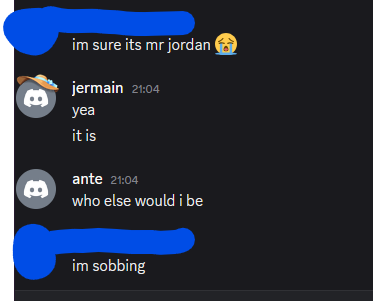 im sure its mr jordan 😭
jermain 21:04
yea
it is
ante 21:04
who else would i be
im sobbing